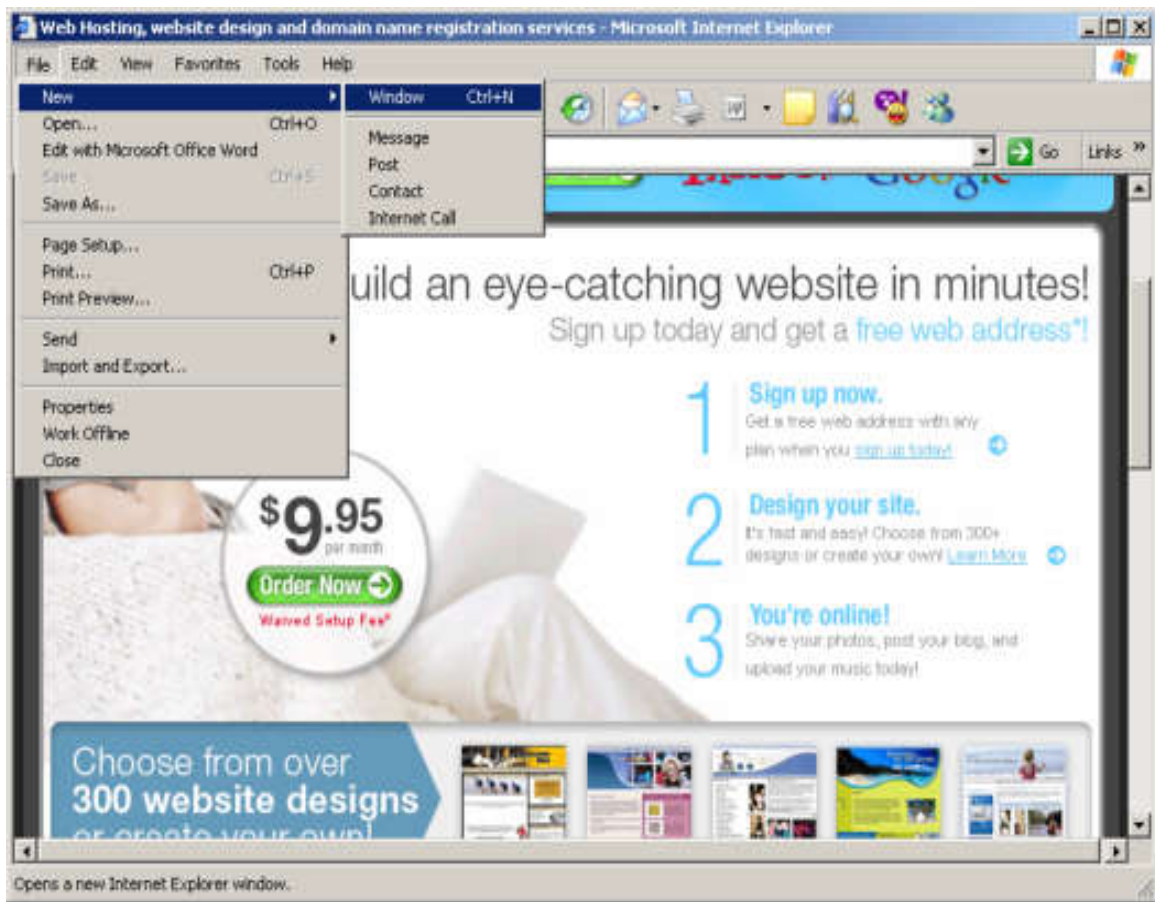 Web Hosting, website design and domain name registration services - Microsoft Internet Explorer
File Edit View Favorites Tools Help
New
Open... Ctrl+O
Edit with Microsoft Office Word
Save Ctrl+S
Save As...
Page Setup...
Print... Ctrl+P
Print Preview...
Send
Import and Export...
Properties
Work Offline
Close
Window Ctrl+N
Message
Post
Contact
Internet Call
Go Links »
uild an eye-catching website in minutes!
Sign up today and get a free web address*!
1 Sign up now.
Get a free web address with any
plan when you sign up today!
2 Design your site.
It's fast and easy! Choose from 300+
designs or create your own! Learn More
3 You're online!
Share your photos, post your blog, and
upload your music today!
$9.95
per month
Order Now
Waived Setup Fee*
Choose from over
300 website designs
or create your own!
Opens a new Internet Explorer window.